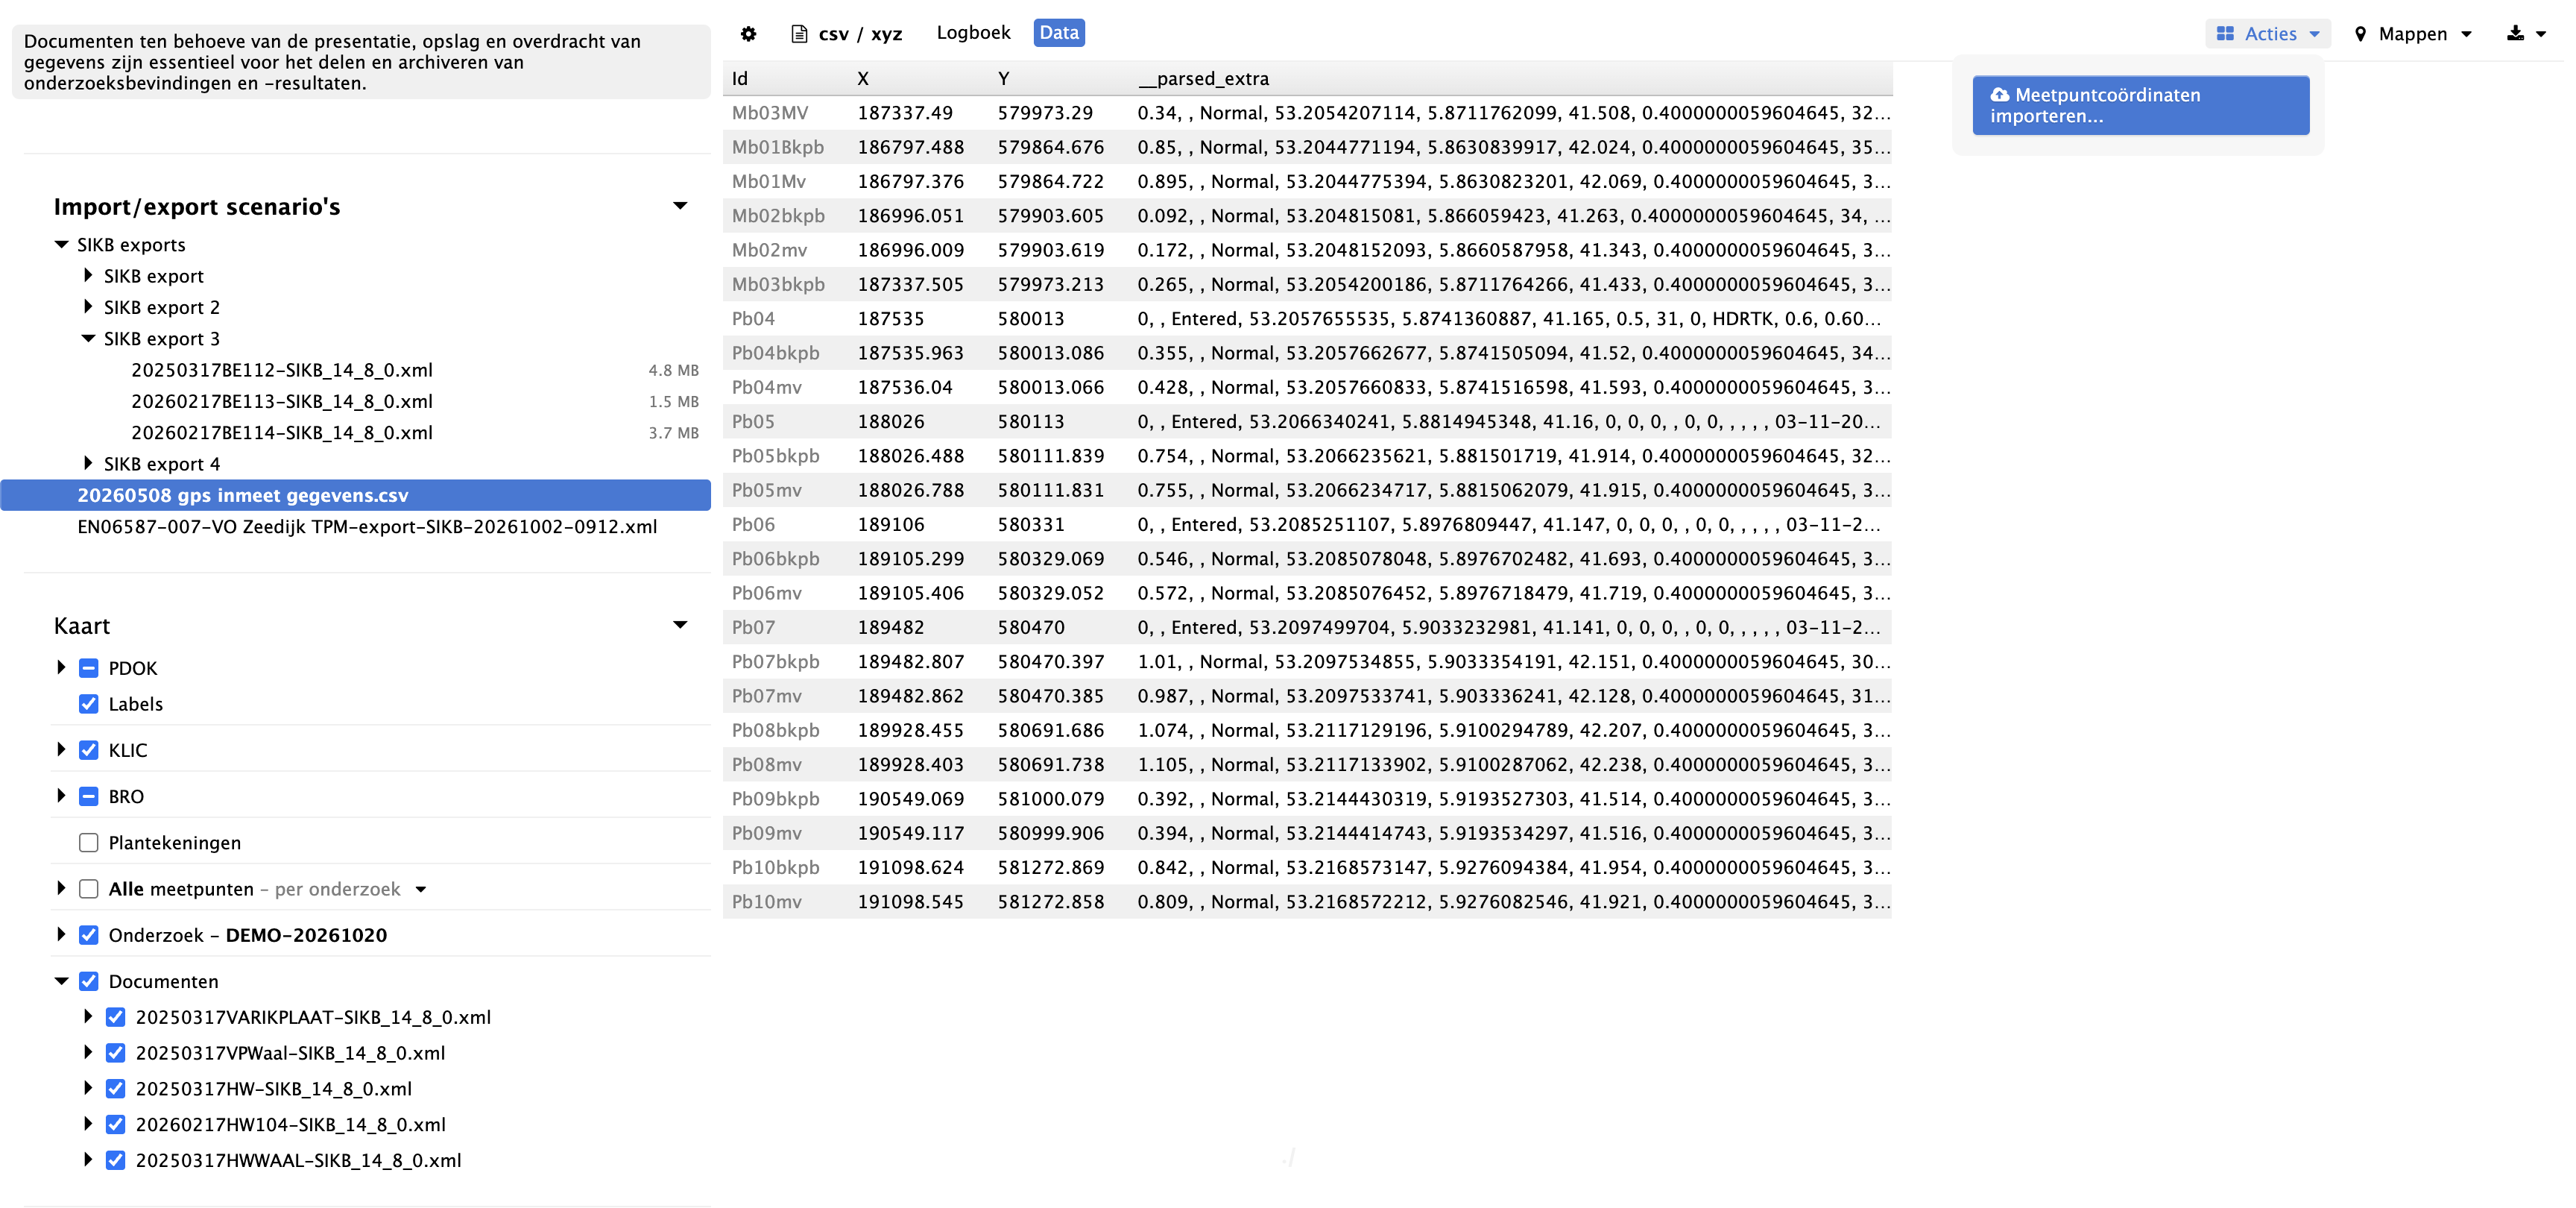 Documenten ten behoeve van de presentatie, opslag en overdracht van
gegevens zijn essentieel voor het delen en archiveren van
onderzoeksbevindingen en -resultaten.
Import/export scenario's
SIKB exports
SIKB export
SIKB export 2
SIKB export 3
20250317BE112-SIKB_14_8_0.xml 4.8 MB
20260217BE113-SIKB_14_8_0.xml 1.5 MB
20260217BE114-SIKB_14_8_0.xml 3.7 MB
SIKB export 4
20260508 gps inmeet gegevens.csv
EN06587-007-VO Zeedijk TPM-export-SIKB-20261002-0912.xml
Kaart
PDOK
Labels
KLIC
BRO
Plantekeningen
Alle meetpunten - per onderzoek
Onderzoek - DEMO-20261020
Documenten
20250317VARIKPLAAT-SIKB_14_8_0.xml
20250317VPWaal-SIKB_14_8_0.xml
20250317HW-SIKB_14_8_0.xml
20260217HW104-SIKB_14_8_0.xml
20250317HWWAAL-SIKB_14_8_0.xml
csv / xyz Logboek Data Acties Mappen
Meetpuntcoördinaten
importeren...
Id X Y __parsed_extra
Mb03MV 187337.49 579973.29 0.34, , Normal, 53.2054207114, 5.8711762099, 41.508, 0.4000000059604645, 32...
Mb01Bkpb 186797.488 579864.676 0.85, , Normal, 53.2044771194, 5.8630839917, 42.024, 0.4000000059604645, 35...
Mb01Mv 186797.376 579864.722 0.895, , Normal, 53.2044775394, 5.8630823201, 42.069, 0.4000000059604645, 3...
Mb02bkpb 186996.051 579903.605 0.092, , Normal, 53.204815081, 5.866059423, 41.263, 0.4000000059604645, 34, ...
Mb02mv 186996.009 579903.619 0.172, , Normal, 53.2048152093, 5.8660587958, 41.343, 0.4000000059604645, 3...
Mb03bkpb 187337.505 579973.213 0.265, , Normal, 53.2054200186, 5.8711764266, 41.433, 0.4000000059604645, 3...
Pb04 187535 580013 0, , Entered, 53.2057655535, 5.8741360887, 41.165, 0.5, 31, 0, HDRTK, 0.6, 0.60...
Pb04bkpb 187535.963 580013.086 0.355, , Normal, 53.2057662677, 5.8741505094, 41.52, 0.4000000059604645, 34...
Pb04mv 187536.04 580013.066 0.428, , Normal, 53.2057660833, 5.8741516598, 41.593, 0.4000000059604645, 3...
Pb05 188026 580113 0, , Entered, 53.2066340241, 5.8814945348, 41.16, 0, 0, 0, , 0, 0, , , , , 03-11-20...
Pb05bkpb 188026.488 580111.839 0.754, , Normal, 53.2066235621, 5.881501719, 41.914, 0.4000000059604645, 32...
Pb05mv 188026.788 580111.831 0.755, , Normal, 53.2066234717, 5.8815062079, 41.915, 0.4000000059604645, 3...
Pb06 189106 580331 0, , Entered, 53.2085251107, 5.8976809447, 41.147, 0, 0, 0, , 0, 0, , , , , 03-11-2...
Pb06bkpb 189105.299 580329.069 0.546, , Normal, 53.2085078048, 5.8976702482, 41.693, 0.4000000059604645, 3...
Pb06mv 189105.406 580329.052 0.572, , Normal, 53.2085076452, 5.8976718479, 41.719, 0.4000000059604645, 3...
Pb07 189482 580470 0, , Entered, 53.2097499704, 5.9033232981, 41.141, 0, 0, 0, , 0, 0, , , , , 03-11-2...
Pb07bkpb 189482.807 580470.397 1.01, , Normal, 53.2097534855, 5.9033354191, 42.151, 0.4000000059604645, 30...
Pb07mv 189482.862 580470.385 0.987, , Normal, 53.2097533741, 5.903336241, 42.128, 0.4000000059604645, 31...
Pb08bkpb 189928.455 580691.686 1.074, , Normal, 53.2117129196, 5.9100294789, 42.207, 0.4000000059604645, 3...
Pb08mv 189928.403 580691.738 1.105, , Normal, 53.2117133902, 5.9100287062, 42.238, 0.4000000059604645, 3...
Pb09bkpb 190549.069 581000.079 0.392, , Normal, 53.2144430319, 5.9193527303, 41.514, 0.4000000059604645, 3...
Pb09mv 190549.117 580999.906 0.394, , Normal, 53.2144414743, 5.9193534297, 41.516, 0.4000000059604645, 3...
Pb10bkpb 191098.624 581272.869 0.842, , Normal, 53.2168573147, 5.9276094384, 41.954, 0.4000000059604645, 3...
Pb10mv 191098.545 581272.858 0.809, , Normal, 53.2168572212, 5.9276082546, 41.921, 0.4000000059604645, 3...